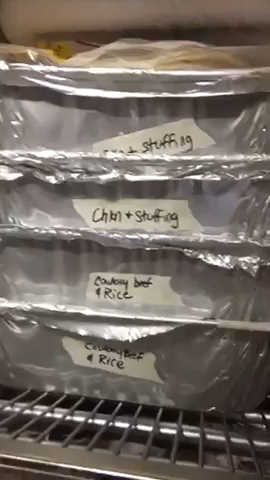 + stuffing
Chkn + Stuffing
Cowboy beef
& Rice
Cowboy Beef
& Rice